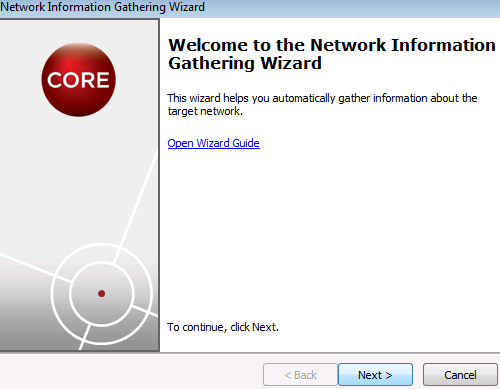 Network Information Gathering Wizard
CORE
Welcome to the Network Information
Gathering Wizard
This wizard helps you automatically gather information about the
target network.
Open Wizard Guide
To continue, click Next.
< Back
Next >
Cancel